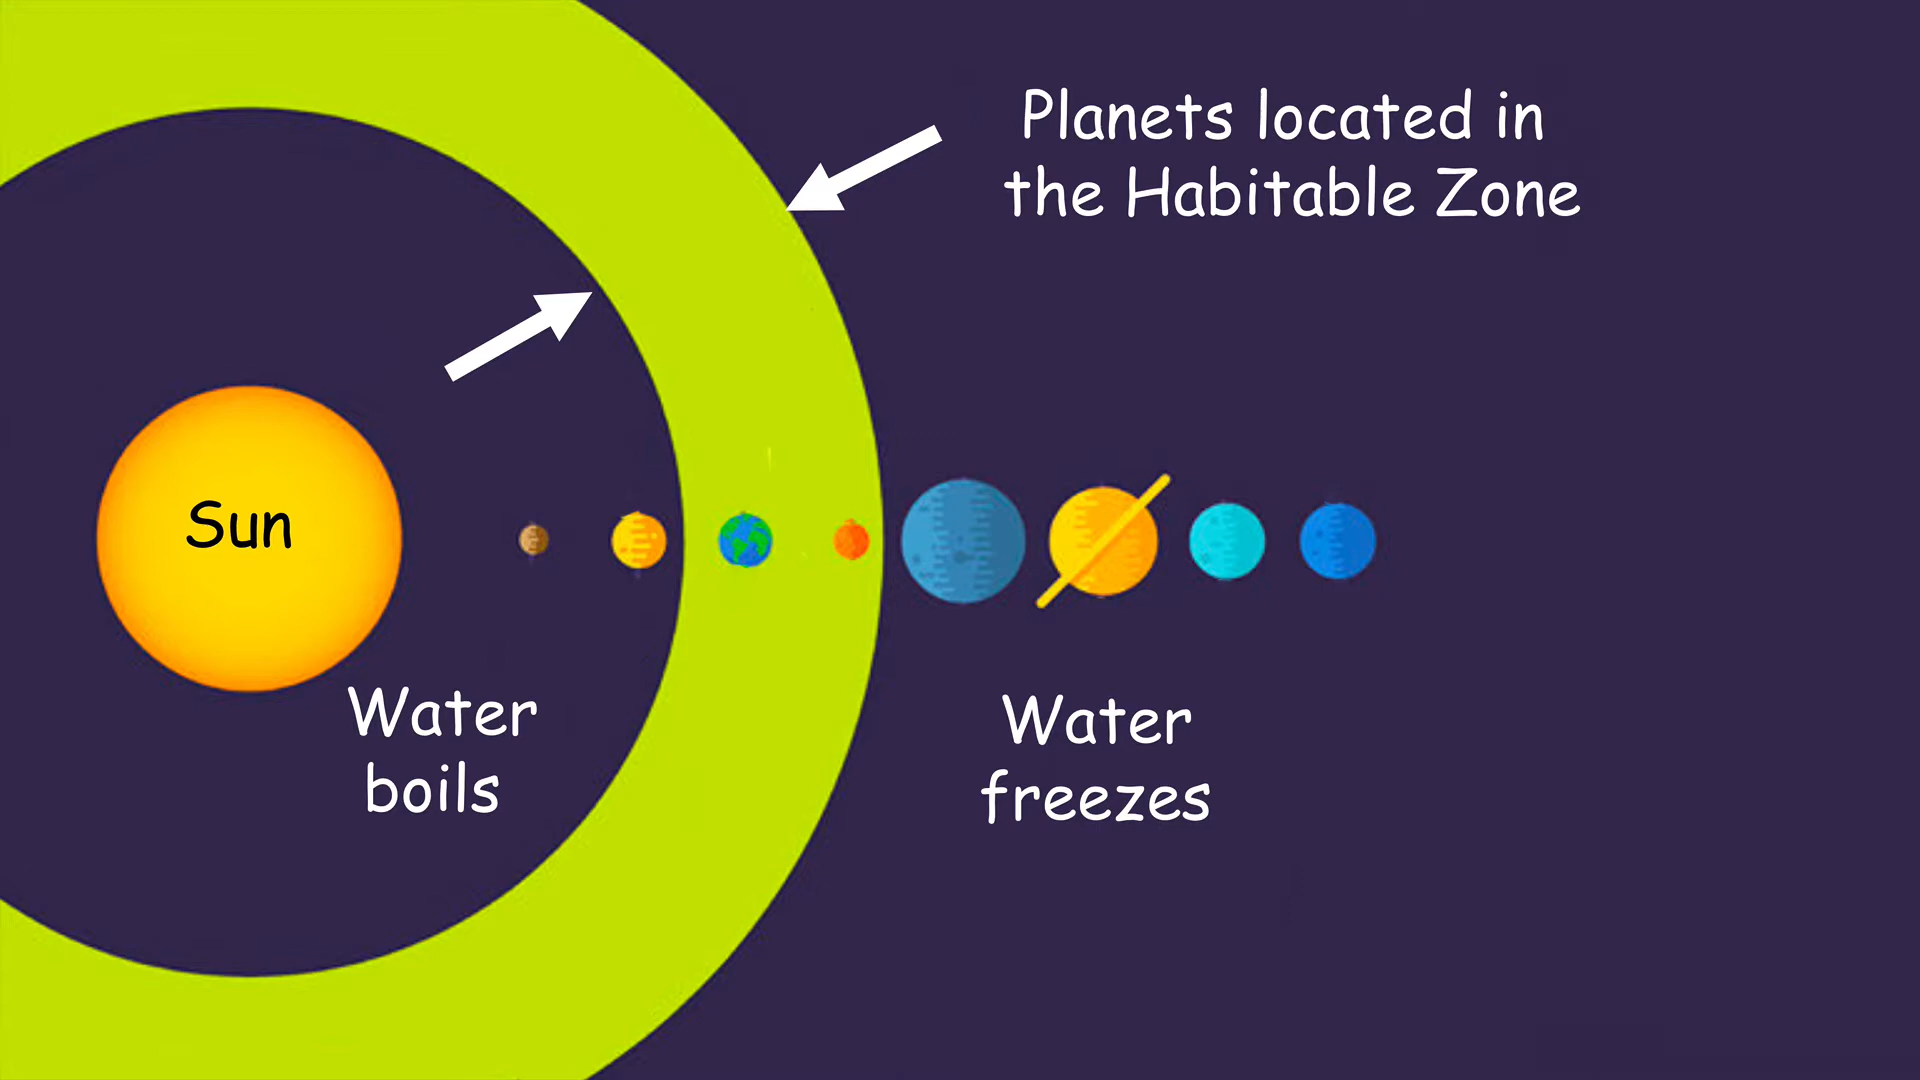 Planets located in
the Habitable Zone
Sun
Water
boils
Water
freezes